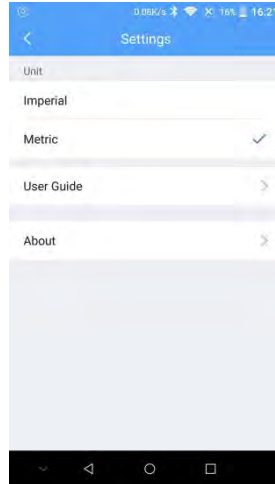 0.06K/s 16% 16:21
Settings
Unit
Imperial
Metric
User Guide
About